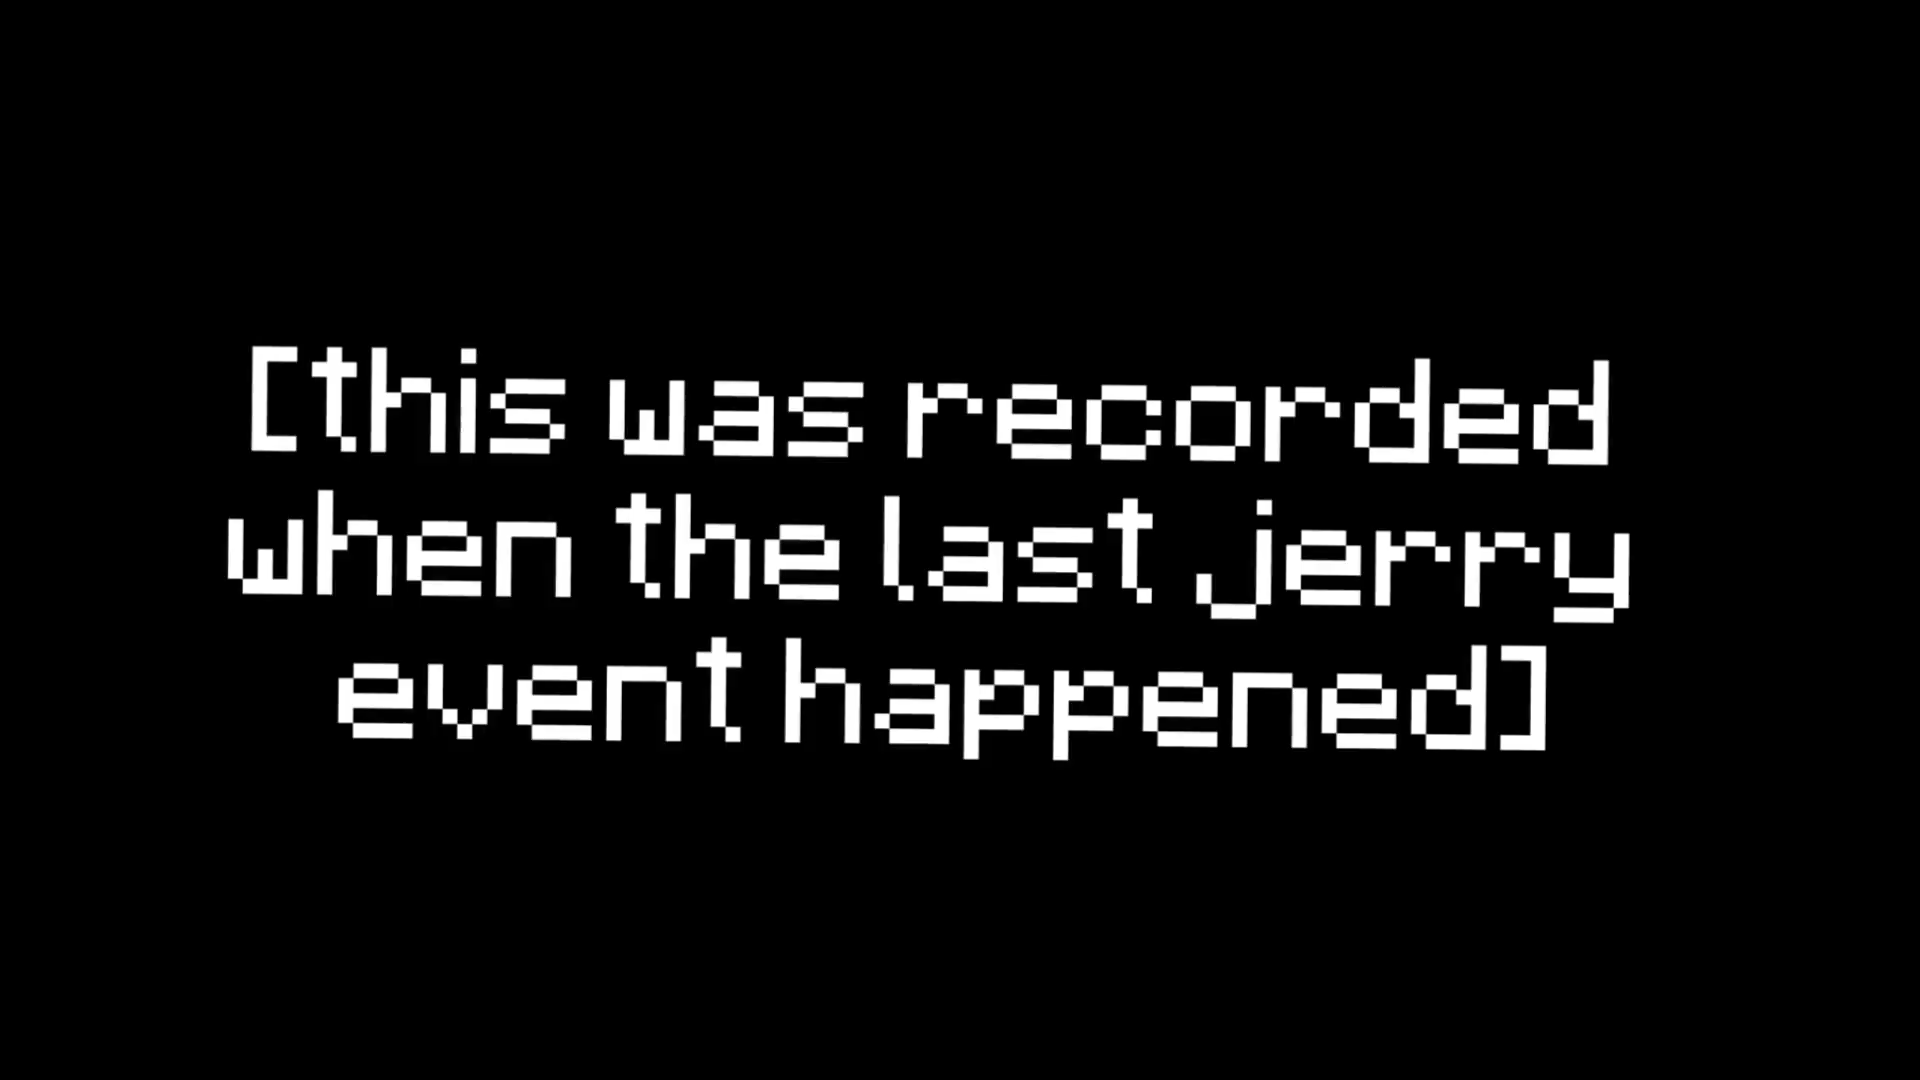 [this was recorded
when the last jerry
event happened]